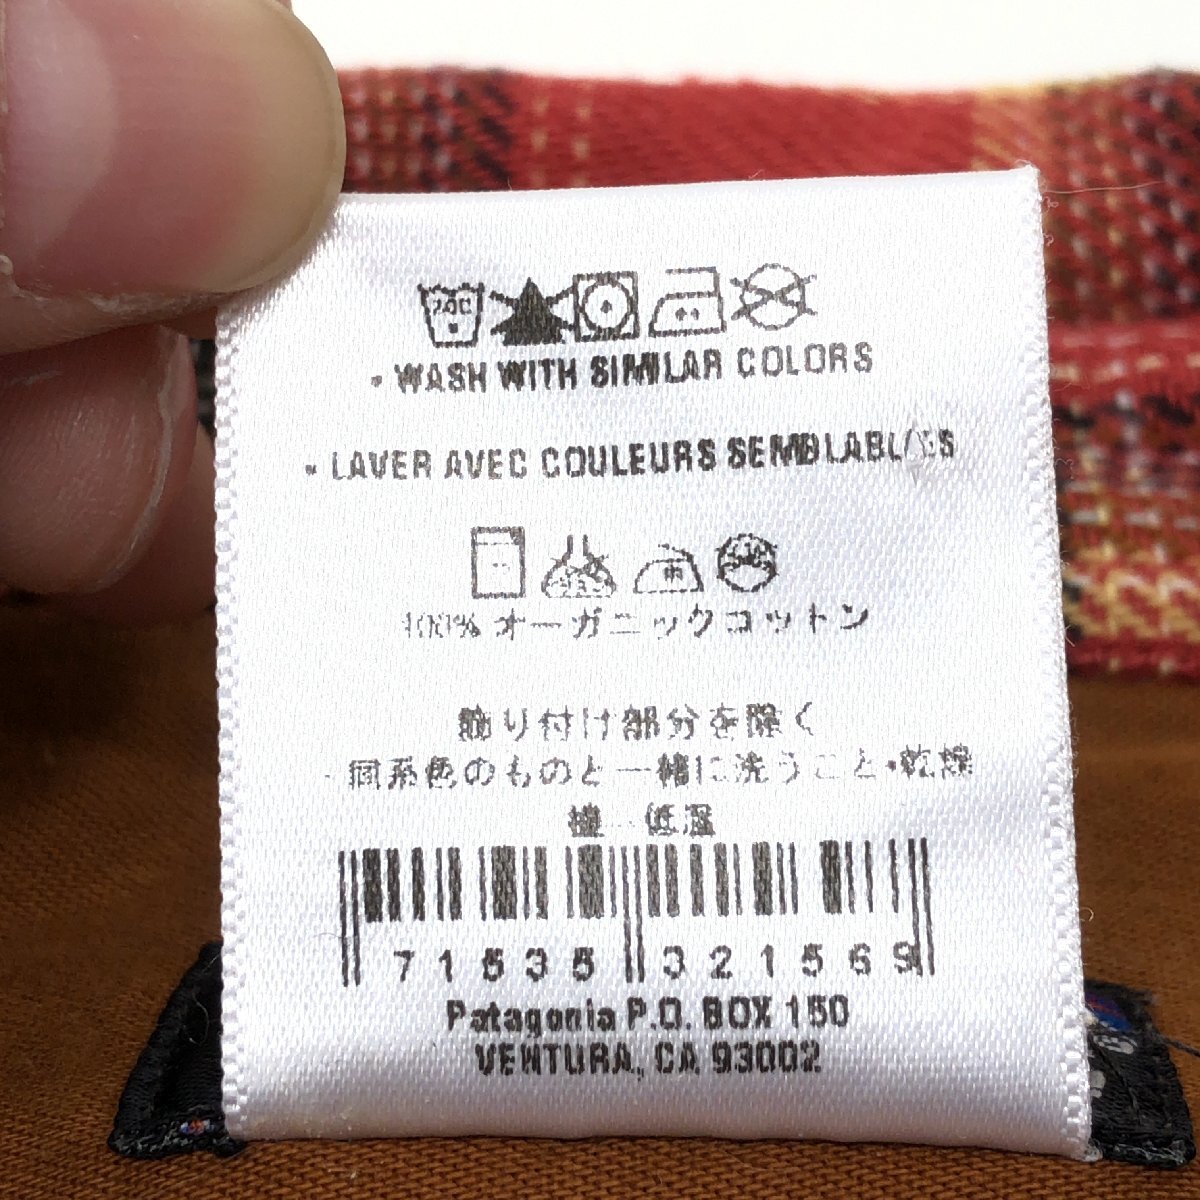 • WASH WITH SIMILAR COLORS
• LAVER AVEC COULEURS SEMBLABLES
100% オーガニックコットン
飾り付け部分を除く
・同系色のものと一緒に洗うこと・乾燥
機 低温
71535 321569
Patagonia P.O. BOX 150
VENTURA, CA 93002